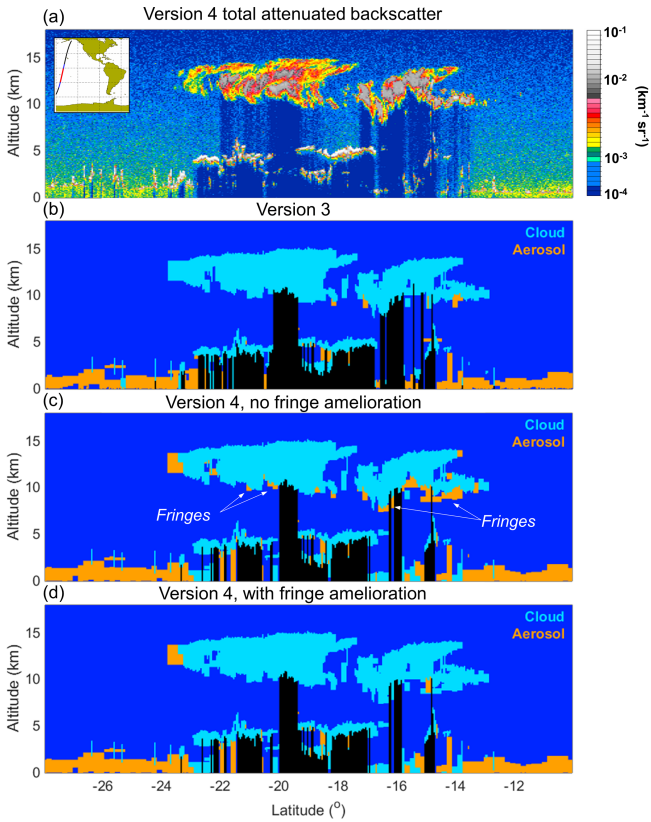 (a) Version 4 total attenuated backscatter
15
10
5
0
Altitude (km)
10⁻¹
10⁻²
10⁻³
10⁻⁴
(km⁻¹ sr⁻¹)
(b) Version 3
Cloud
Aerosol
15
10
5
0
Altitude (km)
(c) Version 4, no fringe amelioration
Cloud
Aerosol
Fringes
Fringes
15
10
5
0
Altitude (km)
(d) Version 4, with fringe amelioration
Cloud
Aerosol
15
10
5
0
Altitude (km)
-26 -24 -22 -20 -18 -16 -14 -12
Latitude (°)